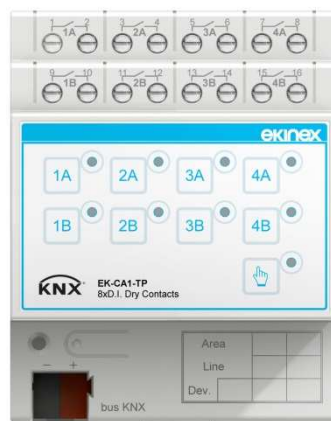 1 2 3 4 5 6 7 8
1A 2A 3A 4A
9 10 11 12 13 14 15 16
1B 2B 3B 4B
ekinex
1A 2A 3A 4A
1B 2B 3B 4B
KNX
EK-CA1-TP
8xD.I. Dry Contacts
Area
Line
Dev.
- +
bus KNX